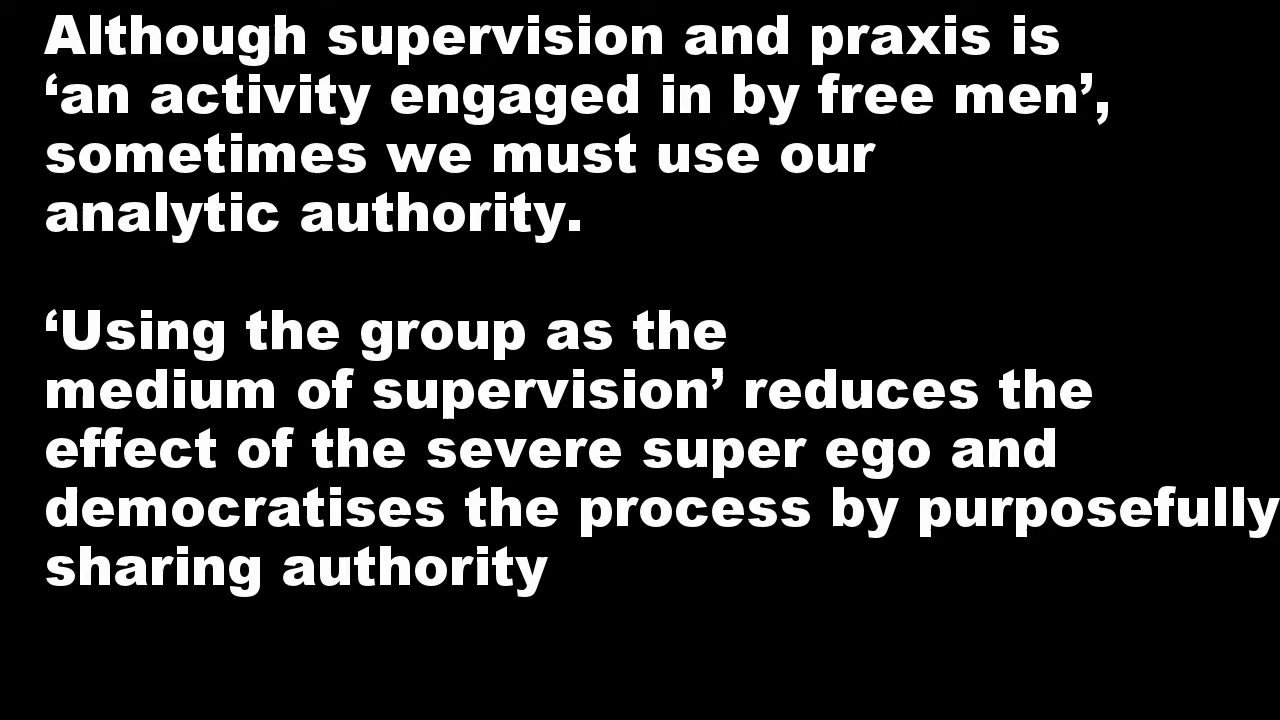 Although supervision and praxis is
‘an activity engaged in by free men’,
sometimes we must use our
analytic authority.
‘Using the group as the
medium of supervision’ reduces the
effect of the severe super ego and
democratises the process by purposefully
sharing authority